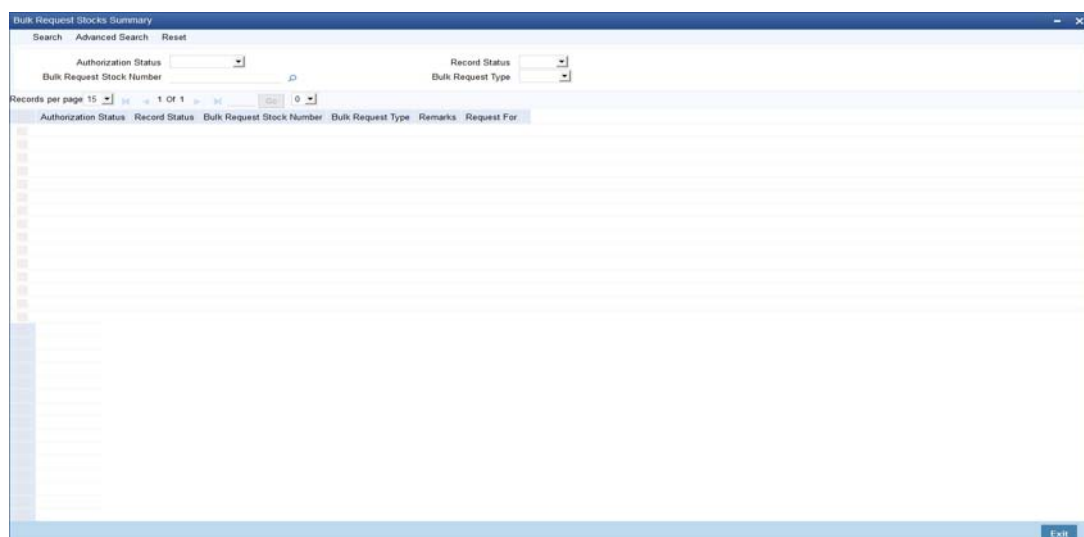 Bulk Request Stocks Summary
Search Advanced Search Reset
Authorization Status Record Status
Bulk Request Stock Number Bulk Request Type
Records per page 15 1 Of 1 Go 0
Authorization Status Record Status Bulk Request Stock Number Bulk Request Type Remarks Request For
Exit